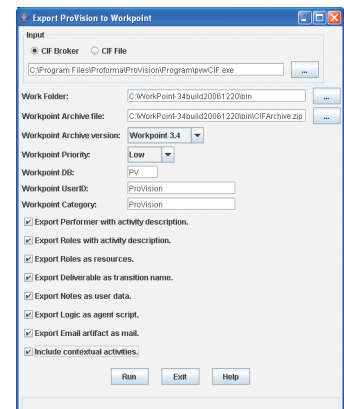 Export ProVision to Workpoint
Input
CIF Broker CIF File
C:\Program Files\Proforma\ProVision\Program\pvwCIF.exe ...
Work Folder: C:\WorkPoint-34build20061220\bin ...
Workpoint Archive file: C:\WorkPoint-34build20061220\bin\CIFArchive.zip ...
Workpoint Archive version: Workpoint 3.4
Workpoint Priority: Low
Workpoint DB: PV
Workpoint UserID: ProVision
Workpoint Category: ProVision
Export Performer with activity description.
Export Roles with activity description.
Export Roles as resources.
Export Deliverable as transition name.
Export Notes as user data.
Export Logic as agent script.
Export Email artifact as mail.
Include contextual activities.
Run Exit Help